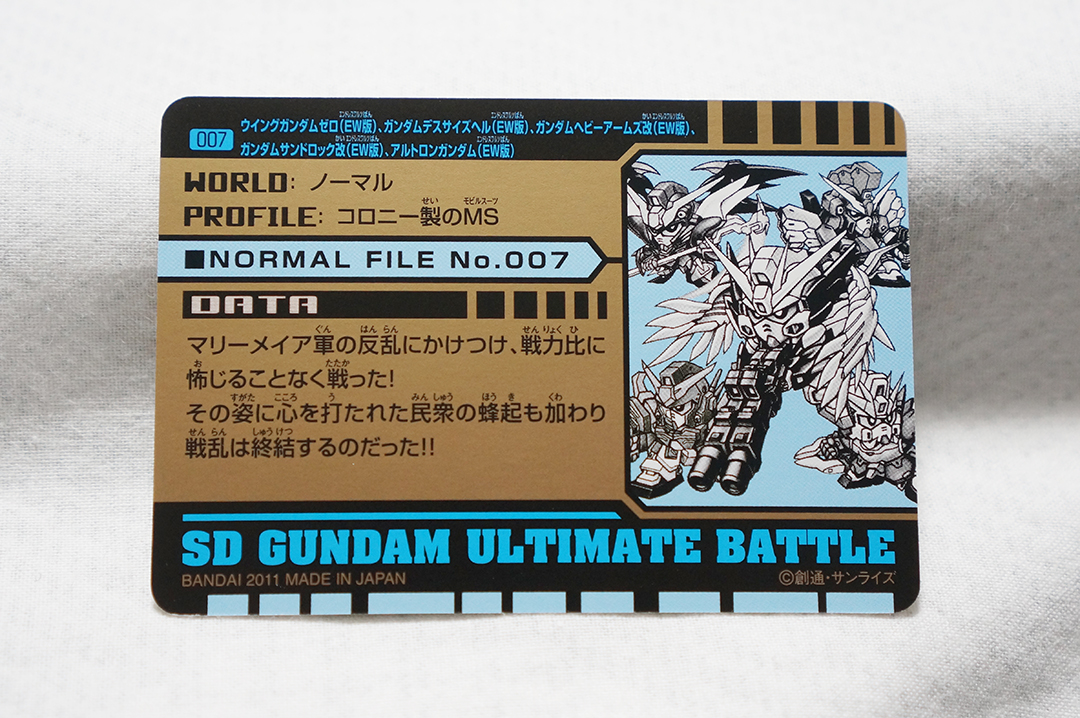 007
ウイングガンダムゼロ(EW版)、ガンダムデスサイズヘル(EW版)、ガンダムヘビーアームズ改(EW版)、
ガンダムサンドロック改(EW版)、アルトロンガンダム(EW版)
WORLD: ノーマル
PROFILE: コロニー製のMS
■NORMAL FILE No.007
DATA
マリーメイア軍の反乱にかけつけ、戦力比に
怖じることなく戦った!
その姿に心を打たれた民衆の蜂起も加わり
戦乱は終結するのだった!!
SD GUNDAM ULTIMATE BATTLE
BANDAI 2011 MADE IN JAPAN
©創通・サンライズ